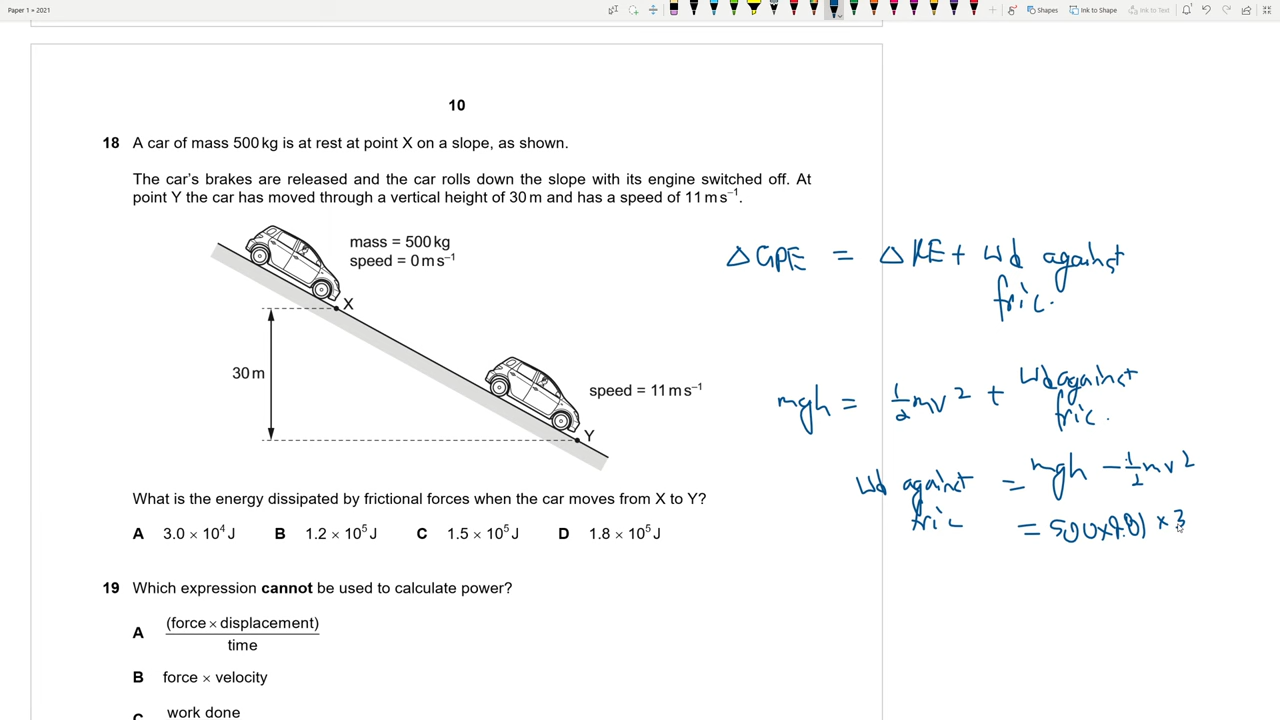 Paper 1 » 2021
Shapes
Ink to Shape
Ink to Text
10
18 A car of mass 500 kg is at rest at point X on a slope, as shown.
The car's brakes are released and the car rolls down the slope with its engine switched off. At
point Y the car has moved through a vertical height of 30 m and has a speed of 11 m s⁻¹.
mass = 500 kg
speed = 0 m s⁻¹
X
30 m
speed = 11 m s⁻¹
Y
What is the energy dissipated by frictional forces when the car moves from X to Y?
A 3.0 × 10⁴ J B 1.2 × 10⁵ J C 1.5 × 10⁵ J D 1.8 × 10⁵ J
19 Which expression cannot be used to calculate power?
A (force × displacement)
time
B force × velocity
C work done
△GPE = △KE + Wd against
fric.
mgh = ½mv² + Wd against
fric.
Wd against = mgh - ½mv²
fric = 500×9.81 × 3